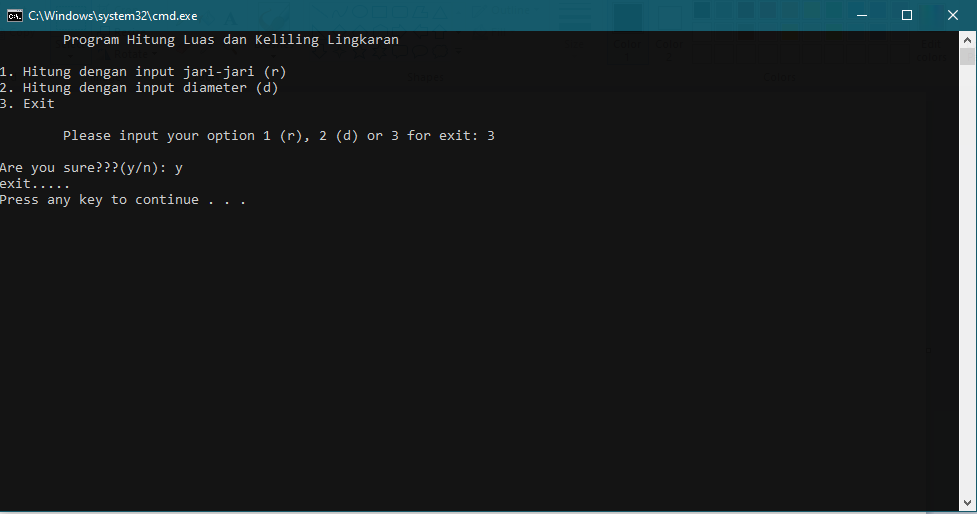 C:\Windows\system32\cmd.exe
Program Hitung Luas dan Keliling Lingkaran
1. Hitung dengan input jari-jari (r)
2. Hitung dengan input diameter (d)
3. Exit
Please input your option 1 (r), 2 (d) or 3 for exit: 3
Are you sure???(y/n): y
exit.....
Press any key to continue . . .